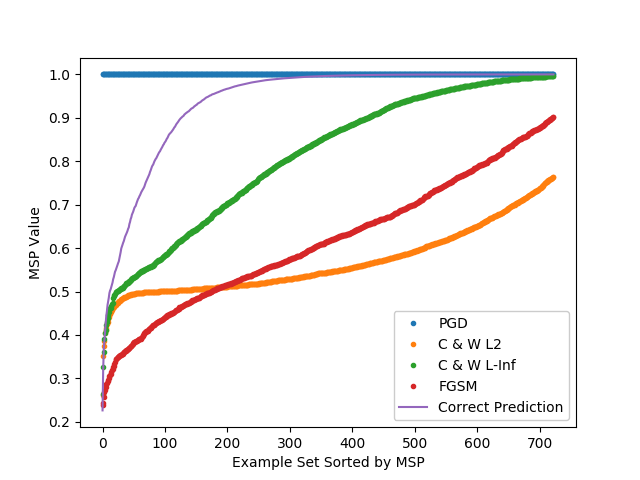 1.0
0.9
0.8
0.7
0.6
0.5
0.4
0.3
0.2
MSP Value
0 100 200 300 400 500 600 700
Example Set Sorted by MSP
PGD
C & W L2
C & W L-Inf
FGSM
Correct Prediction